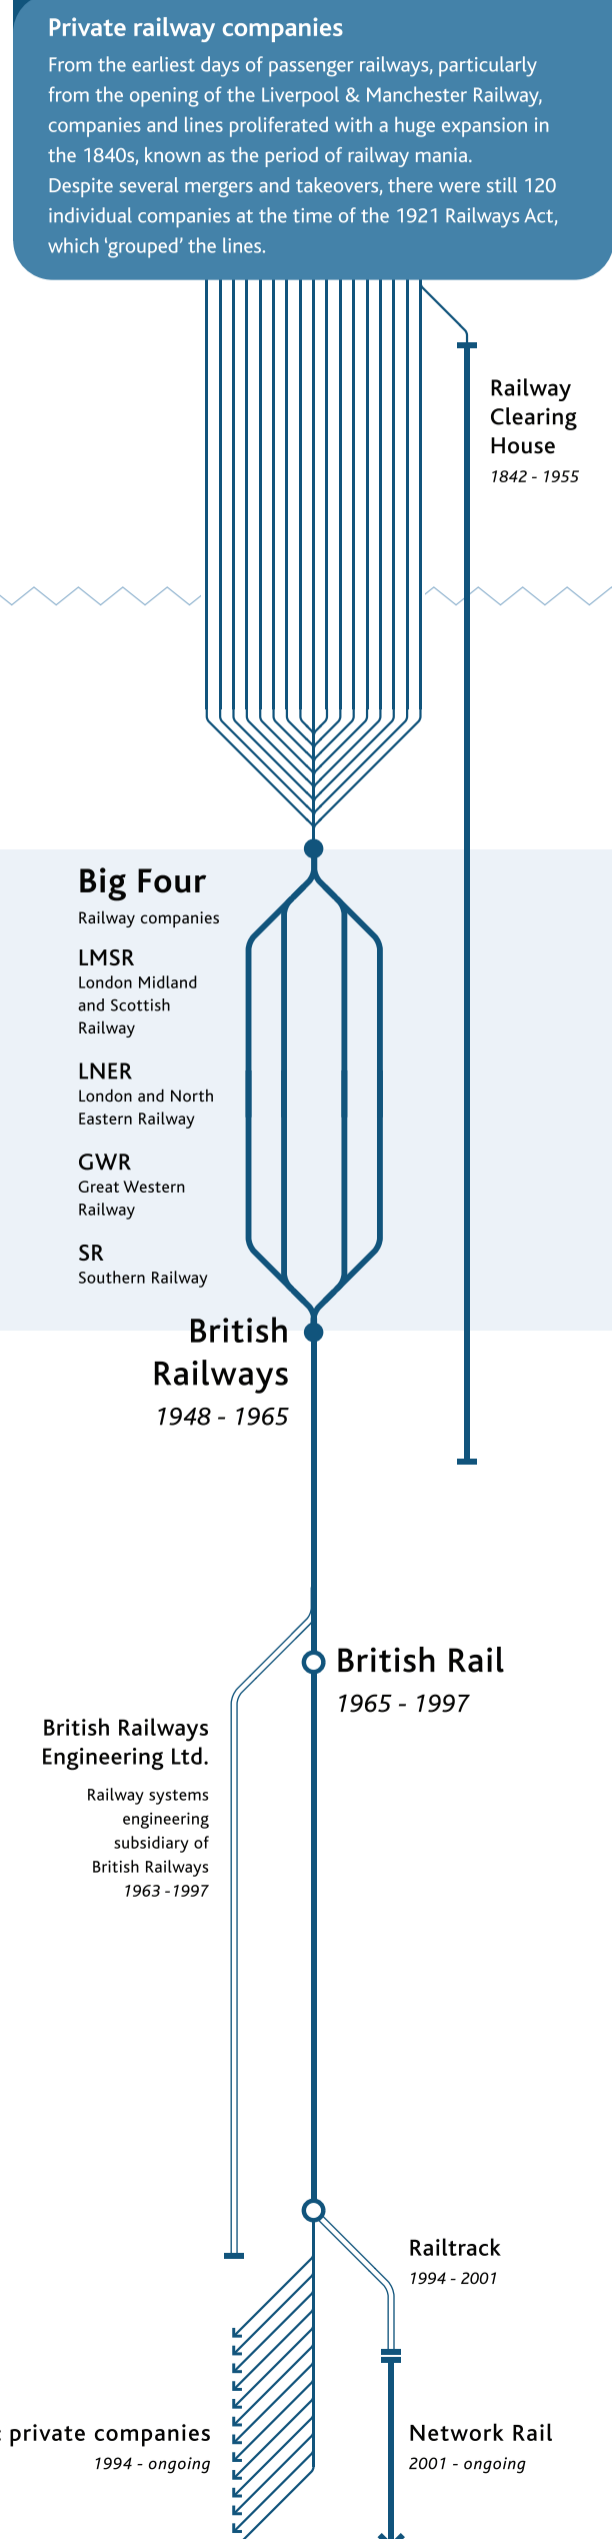 Private railway companies
From the earliest days of passenger railways, particularly
from the opening of the Liverpool & Manchester Railway,
companies and lines proliferated with a huge expansion in
the 1840s, known as the period of railway mania.
Despite several mergers and takeovers, there were still 120
individual companies at the time of the 1921 Railways Act,
which ‘grouped’ the lines.
Railway
Clearing
House
1842 - 1955
Big Four
Railway companies
LMSR
London Midland
and Scottish
Railway
LNER
London and North
Eastern Railway
GWR
Great Western
Railway
SR
Southern Railway
British
Railways
1948 - 1965
British Rail
1965 - 1997
British Railways
Engineering Ltd.
Railway systems
engineering
subsidiary of
British Railways
1963 -1997
Railtrack
1994 - 2001
private companies
1994 - ongoing
Network Rail
2001 - ongoing